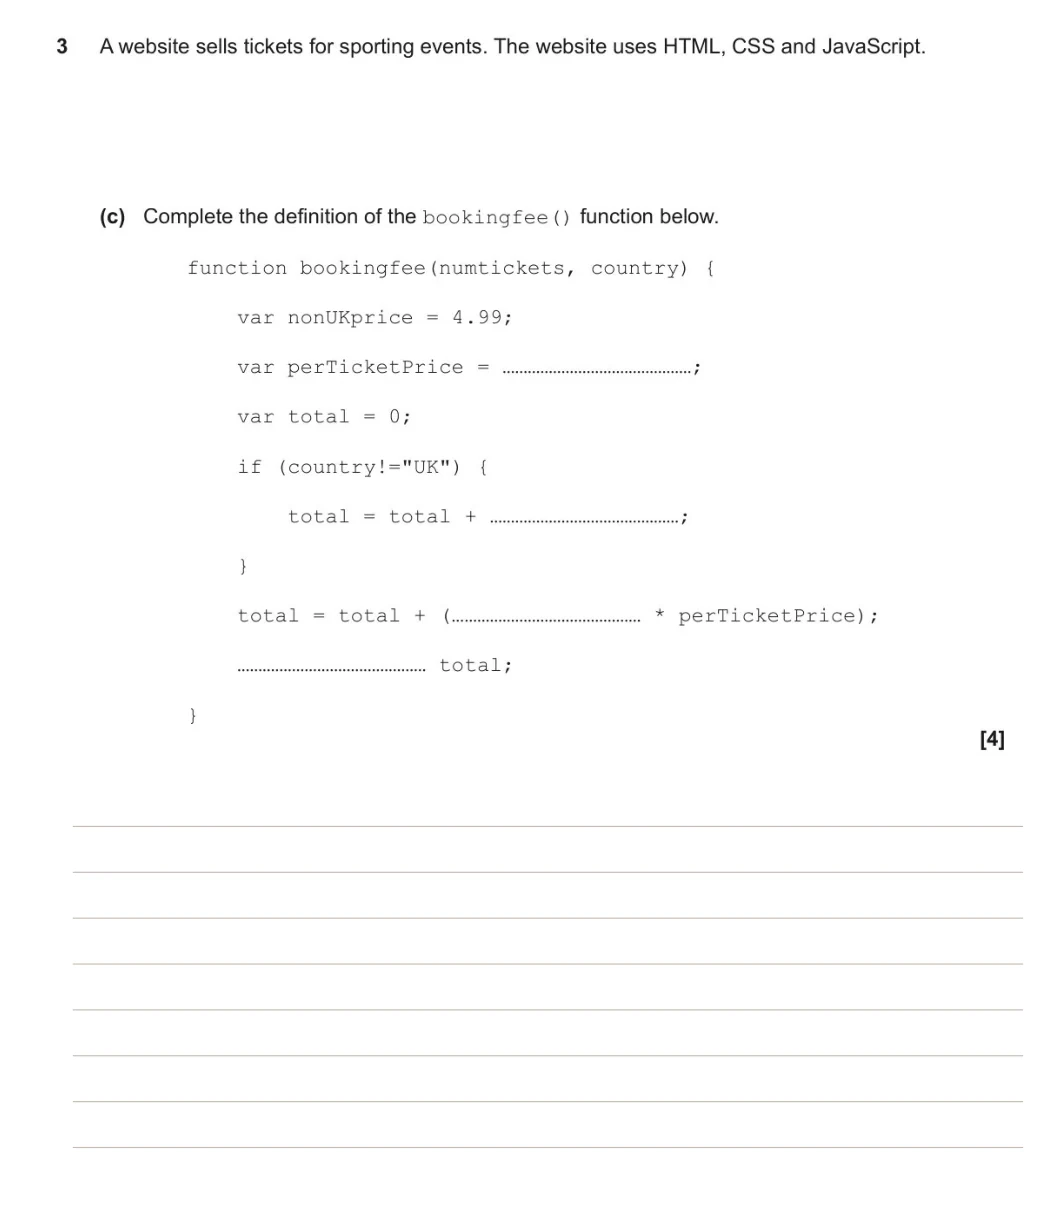 3 A website sells tickets for sporting events. The website uses HTML, CSS and JavaScript.
(c) Complete the definition of the bookingfee() function below.
function bookingfee(numtickets, country) {
var nonUKprice = 4.99;
var perTicketPrice = .............................................;
var total = 0;
if (country!="UK") {
total = total + .............................................;
}
total = total + (............................................. * perTicketPrice);
............................................. total;
}
[4]